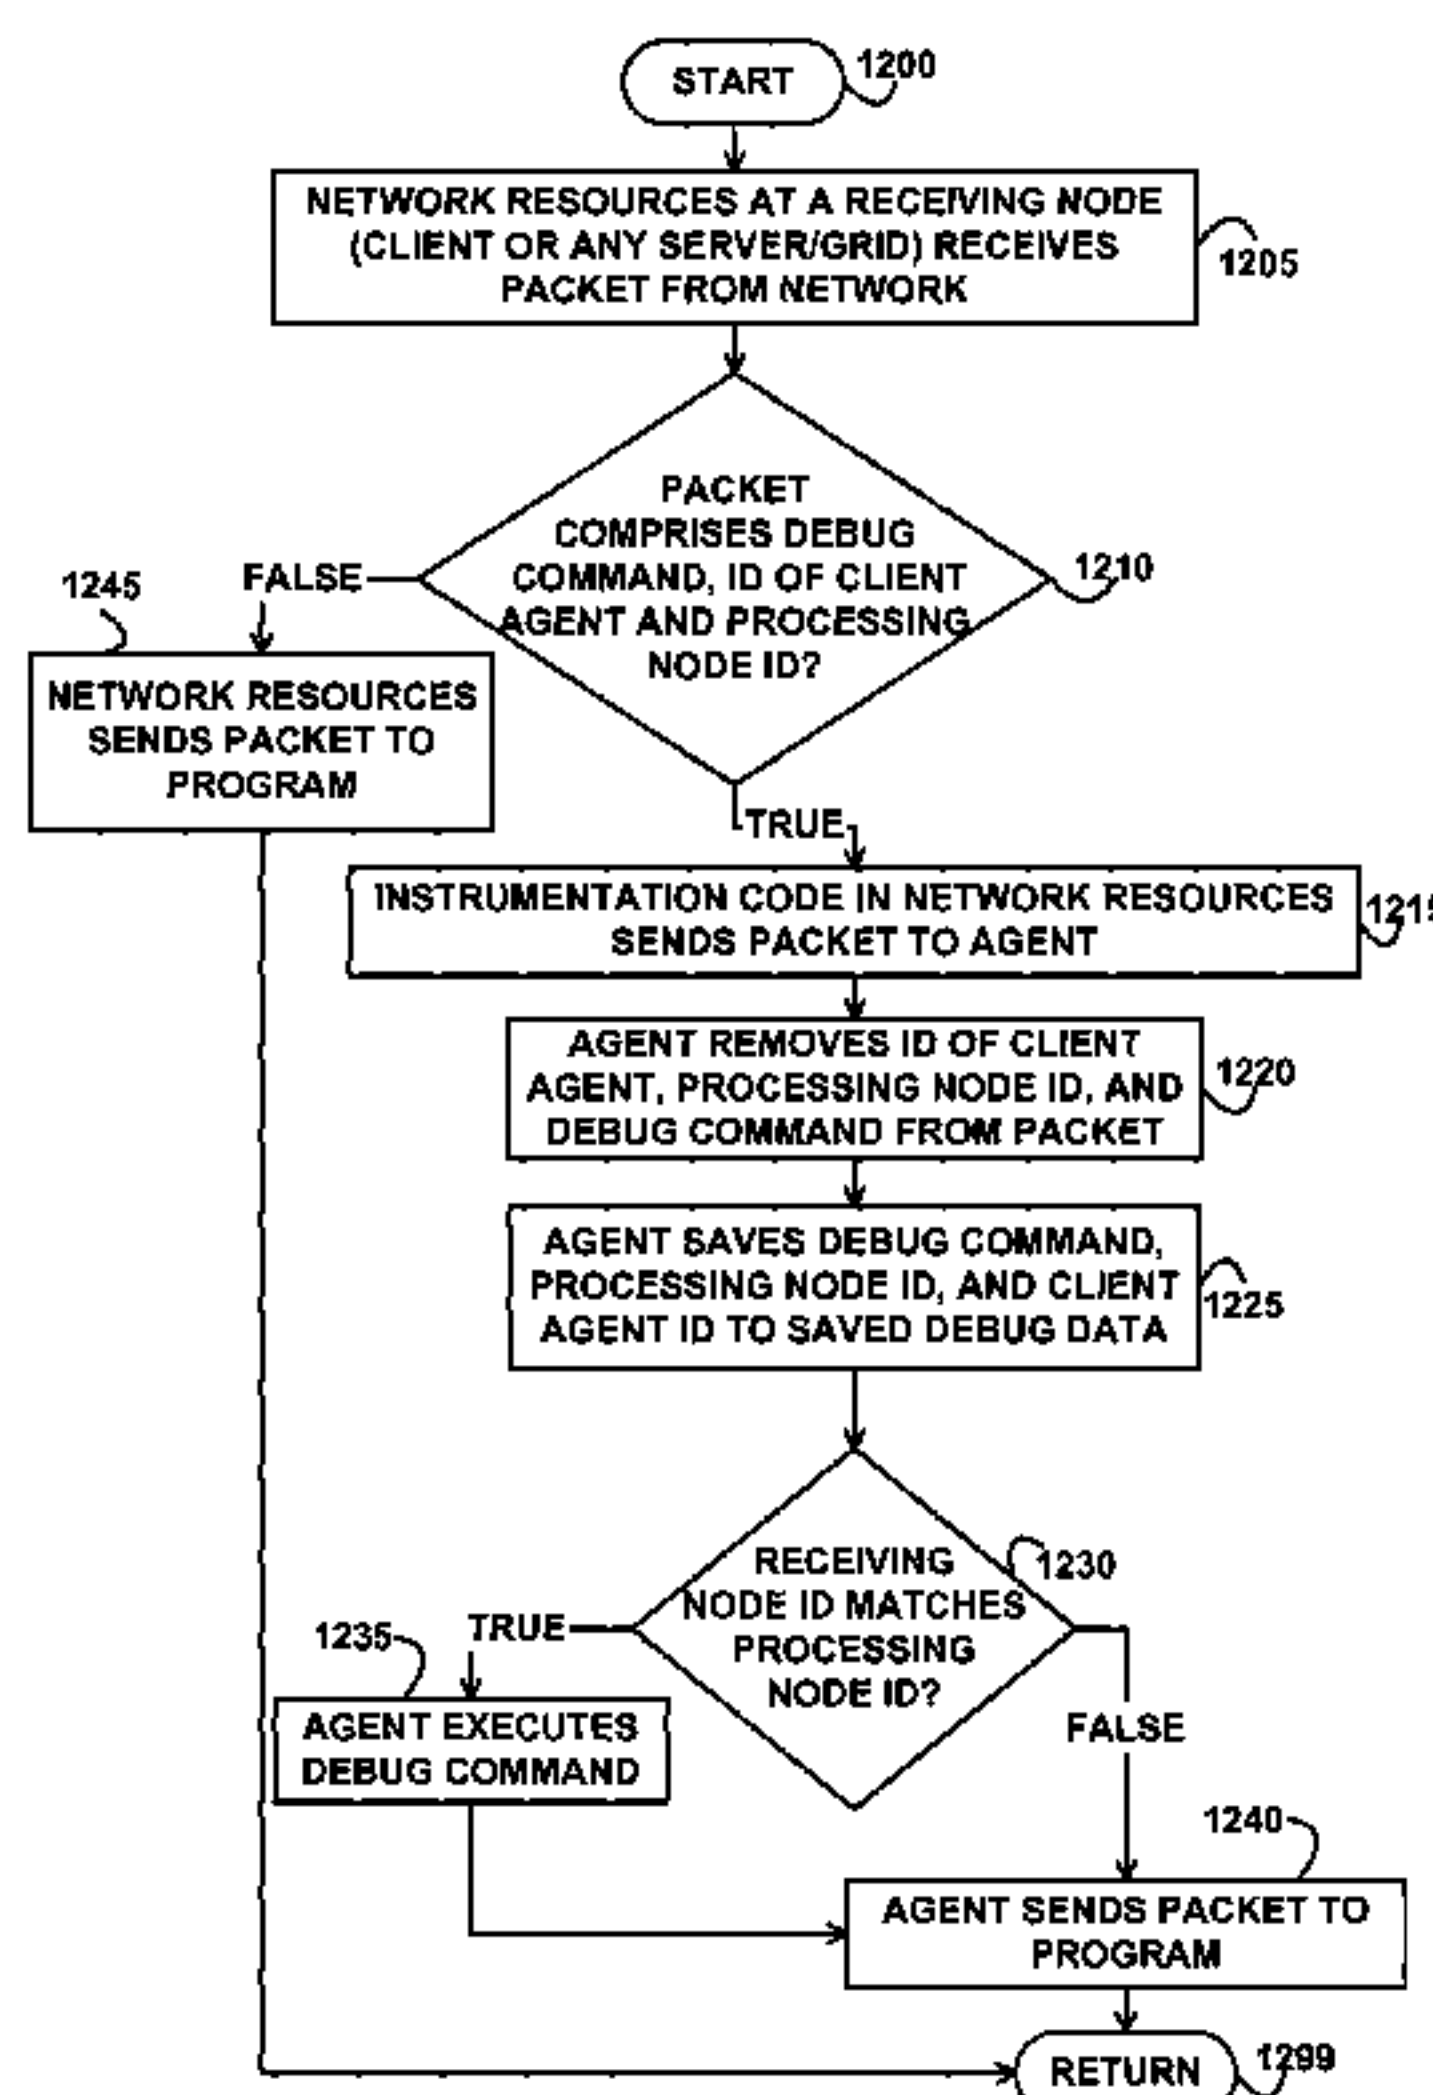 START
1200
NETWORK RESOURCES AT A RECEIVING NODE
(CLIENT OR ANY SERVER/GRID) RECEIVES
PACKET FROM NETWORK
1205
PACKET
COMPRISES DEBUG
COMMAND, ID OF CLIENT
AGENT AND PROCESSING
NODE ID?
1210
FALSE
1245
NETWORK RESOURCES
SENDS PACKET TO
PROGRAM
TRUE
INSTRUMENTATION CODE IN NETWORK RESOURCES
SENDS PACKET TO AGENT
1215
AGENT REMOVES ID OF CLIENT
AGENT, PROCESSING NODE ID, AND
DEBUG COMMAND FROM PACKET
1220
AGENT SAVES DEBUG COMMAND,
PROCESSING NODE ID, AND CLIENT
AGENT ID TO SAVED DEBUG DATA
1225
RECEIVING
NODE ID MATCHES
PROCESSING
NODE ID?
1230
TRUE
1235
AGENT EXECUTES
DEBUG COMMAND
FALSE
1240
AGENT SENDS PACKET TO
PROGRAM
RETURN
1299